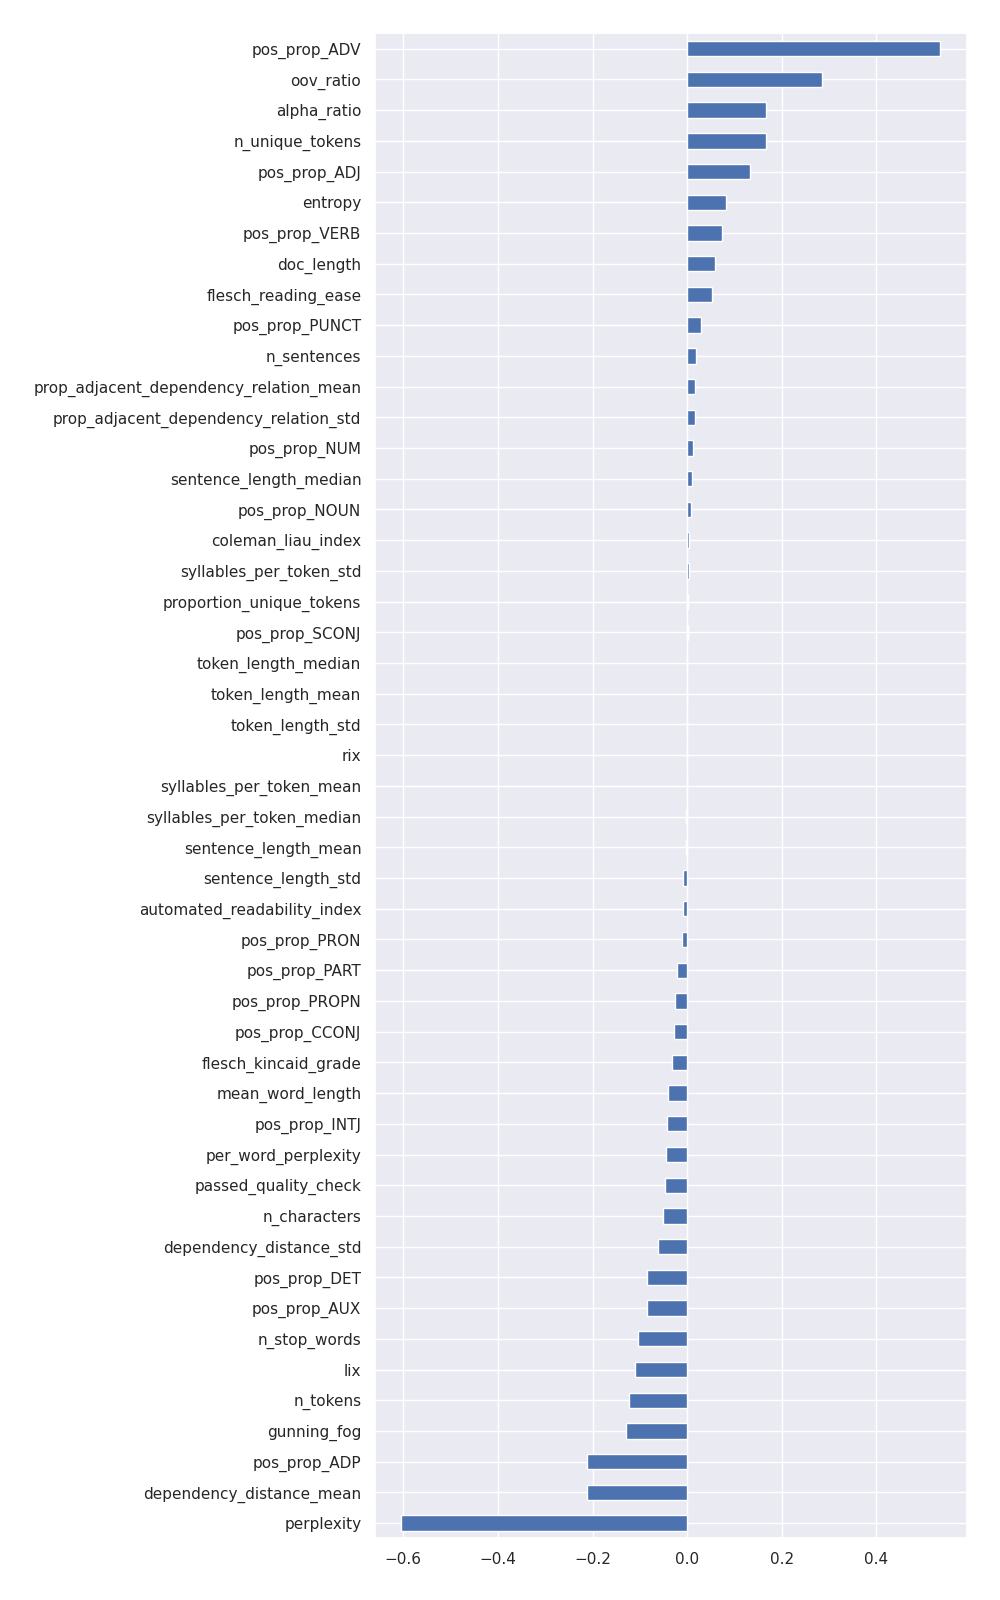 pos_prop_ADV
oov_ratio
alpha_ratio
n_unique_tokens
pos_prop_ADJ
entropy
pos_prop_VERB
doc_length
flesch_reading_ease
pos_prop_PUNCT
n_sentences
prop_adjacent_dependency_relation_mean
prop_adjacent_dependency_relation_std
pos_prop_NUM
sentence_length_median
pos_prop_NOUN
coleman_liau_index
syllables_per_token_std
proportion_unique_tokens
pos_prop_SCONJ
token_length_median
token_length_mean
token_length_std
rix
syllables_per_token_mean
syllables_per_token_median
sentence_length_mean
sentence_length_std
automated_readability_index
pos_prop_PRON
pos_prop_PART
pos_prop_PROPN
pos_prop_CCONJ
flesch_kincaid_grade
mean_word_length
pos_prop_INTJ
per_word_perplexity
passed_quality_check
n_characters
dependency_distance_std
pos_prop_DET
pos_prop_AUX
n_stop_words
lix
n_tokens
gunning_fog
pos_prop_ADP
dependency_distance_mean
perplexity
−0.6 −0.4 −0.2 0.0 0.2 0.4